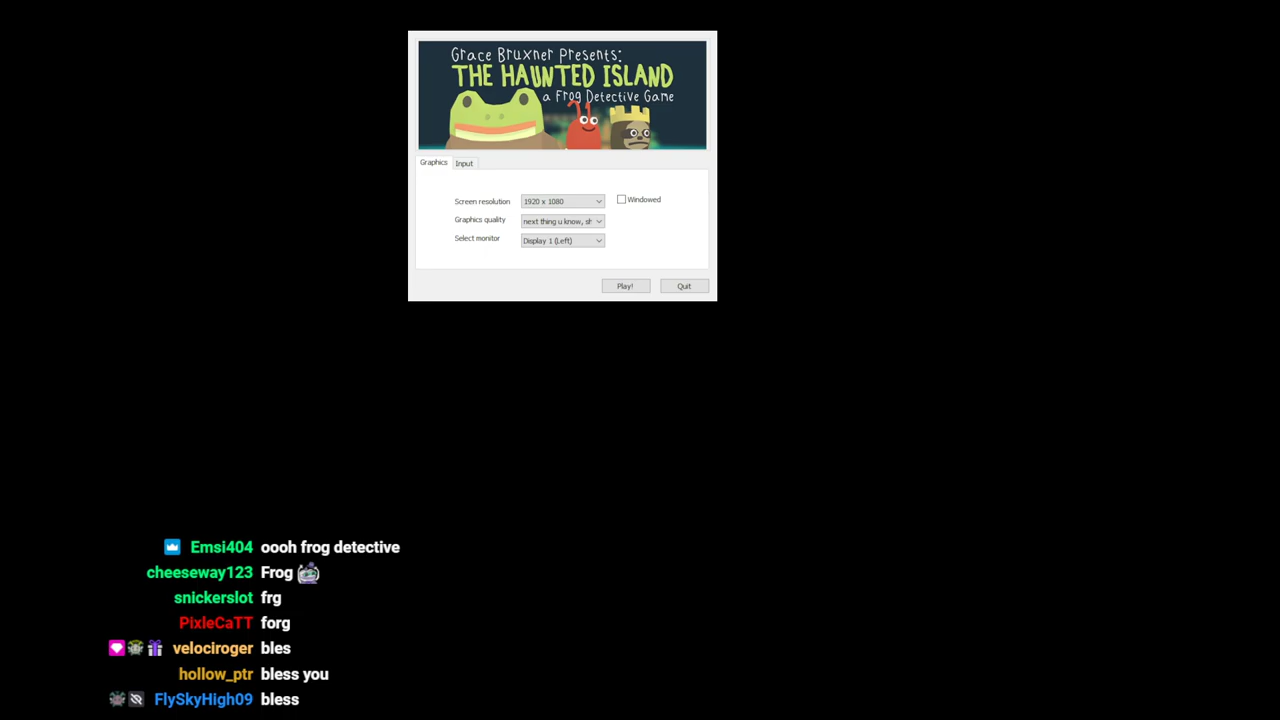 Grace Bruxner Presents:
THE HAUNTED ISLAND
a Frog Detective Game
Graphics Input
Screen resolution 1920 x 1080 Windowed
Graphics quality next thing u know, sh
Select monitor Display 1 (Left)
Play! Quit
Emsi404 oooh frog detective
cheeseway123 Frog
snickerslot frg
PixleCaTT forg
velociroger bles
hollow_ptr bless you
FlySkyHigh09 bless